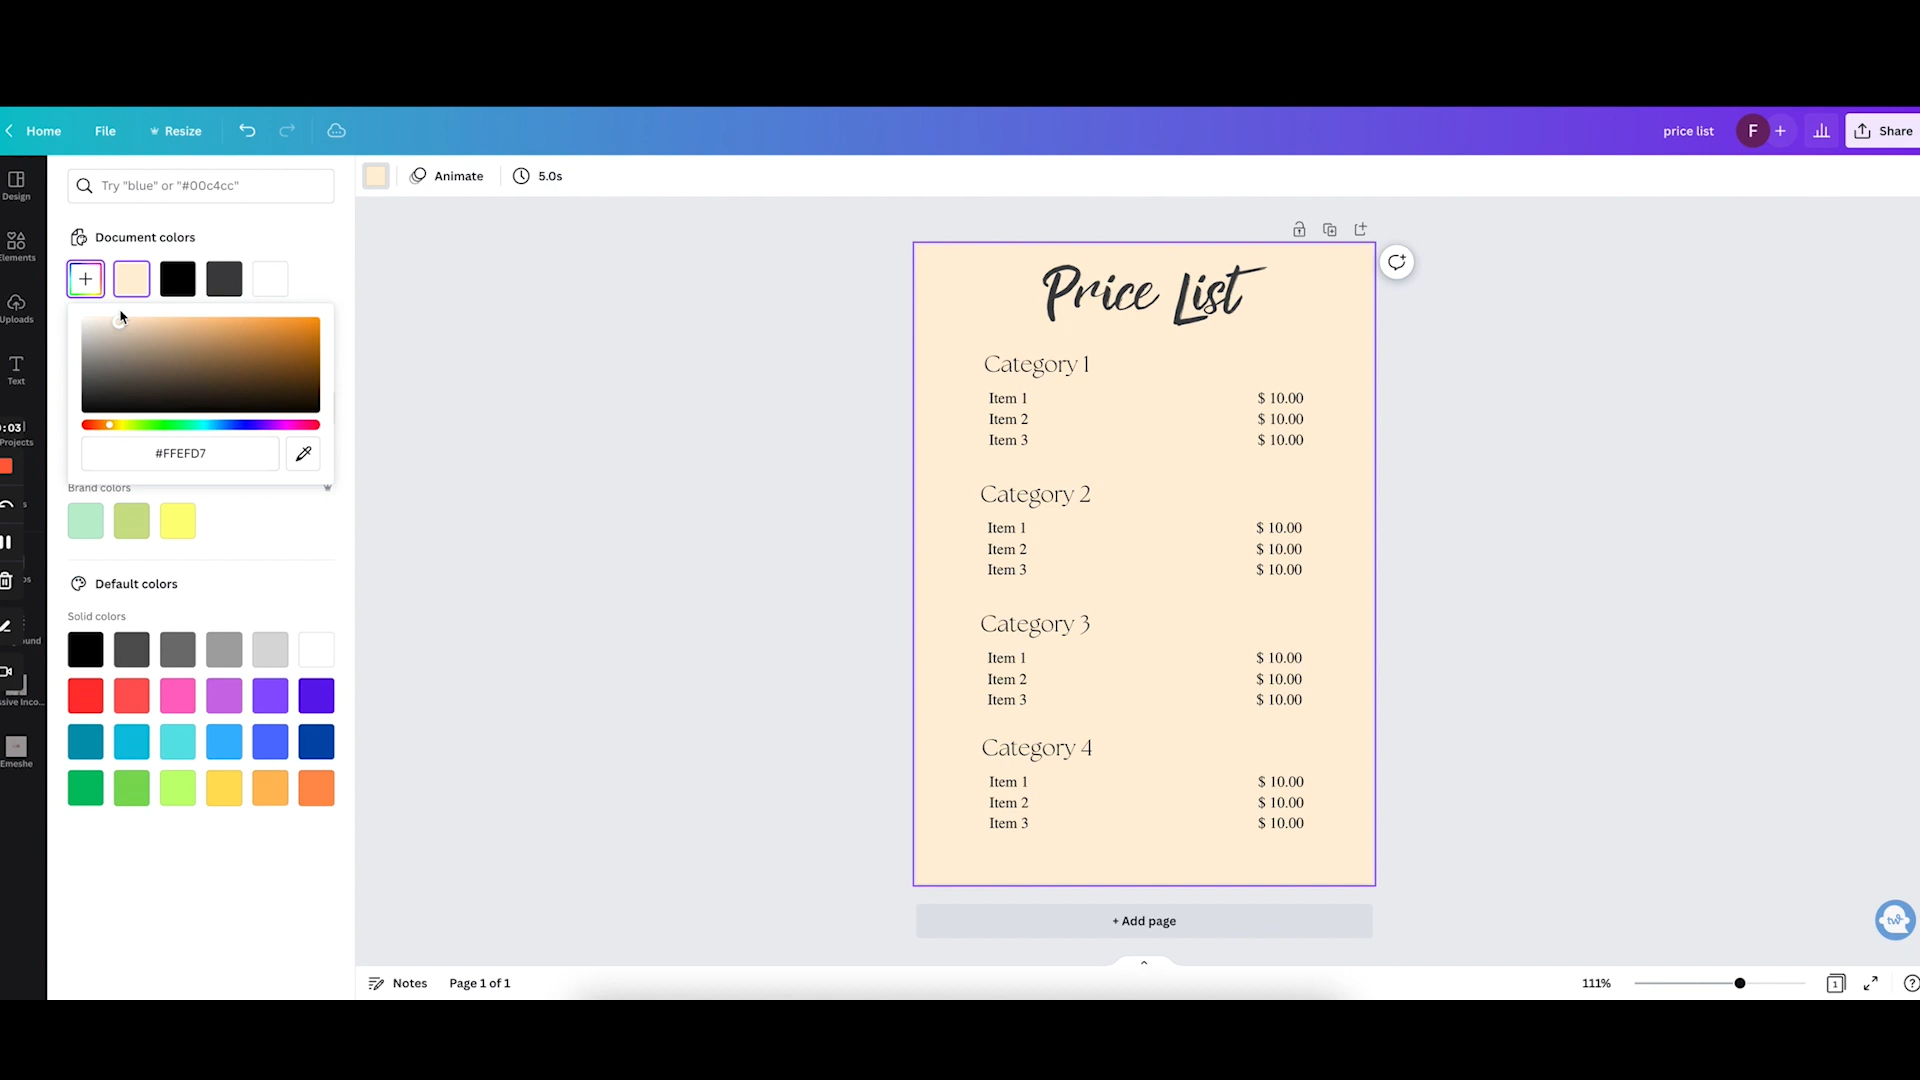 Home
File
Resize
price list
F
Share
Design
Elements
Uploads
Text
:03
Projects
Try "blue" or "#00c4cc"
Document colors
#FFEFD7
Brand colors
Default colors
Solid colors
Emeshe
Animate
5.0s
Price List
Category 1
Item 1 $ 10.00
Item 2 $ 10.00
Item 3 $ 10.00
Category 2
Item 1 $ 10.00
Item 2 $ 10.00
Item 3 $ 10.00
Category 3
Item 1 $ 10.00
Item 2 $ 10.00
Item 3 $ 10.00
Category 4
Item 1 $ 10.00
Item 2 $ 10.00
Item 3 $ 10.00
+ Add page
Notes
Page 1 of 1
111%
1